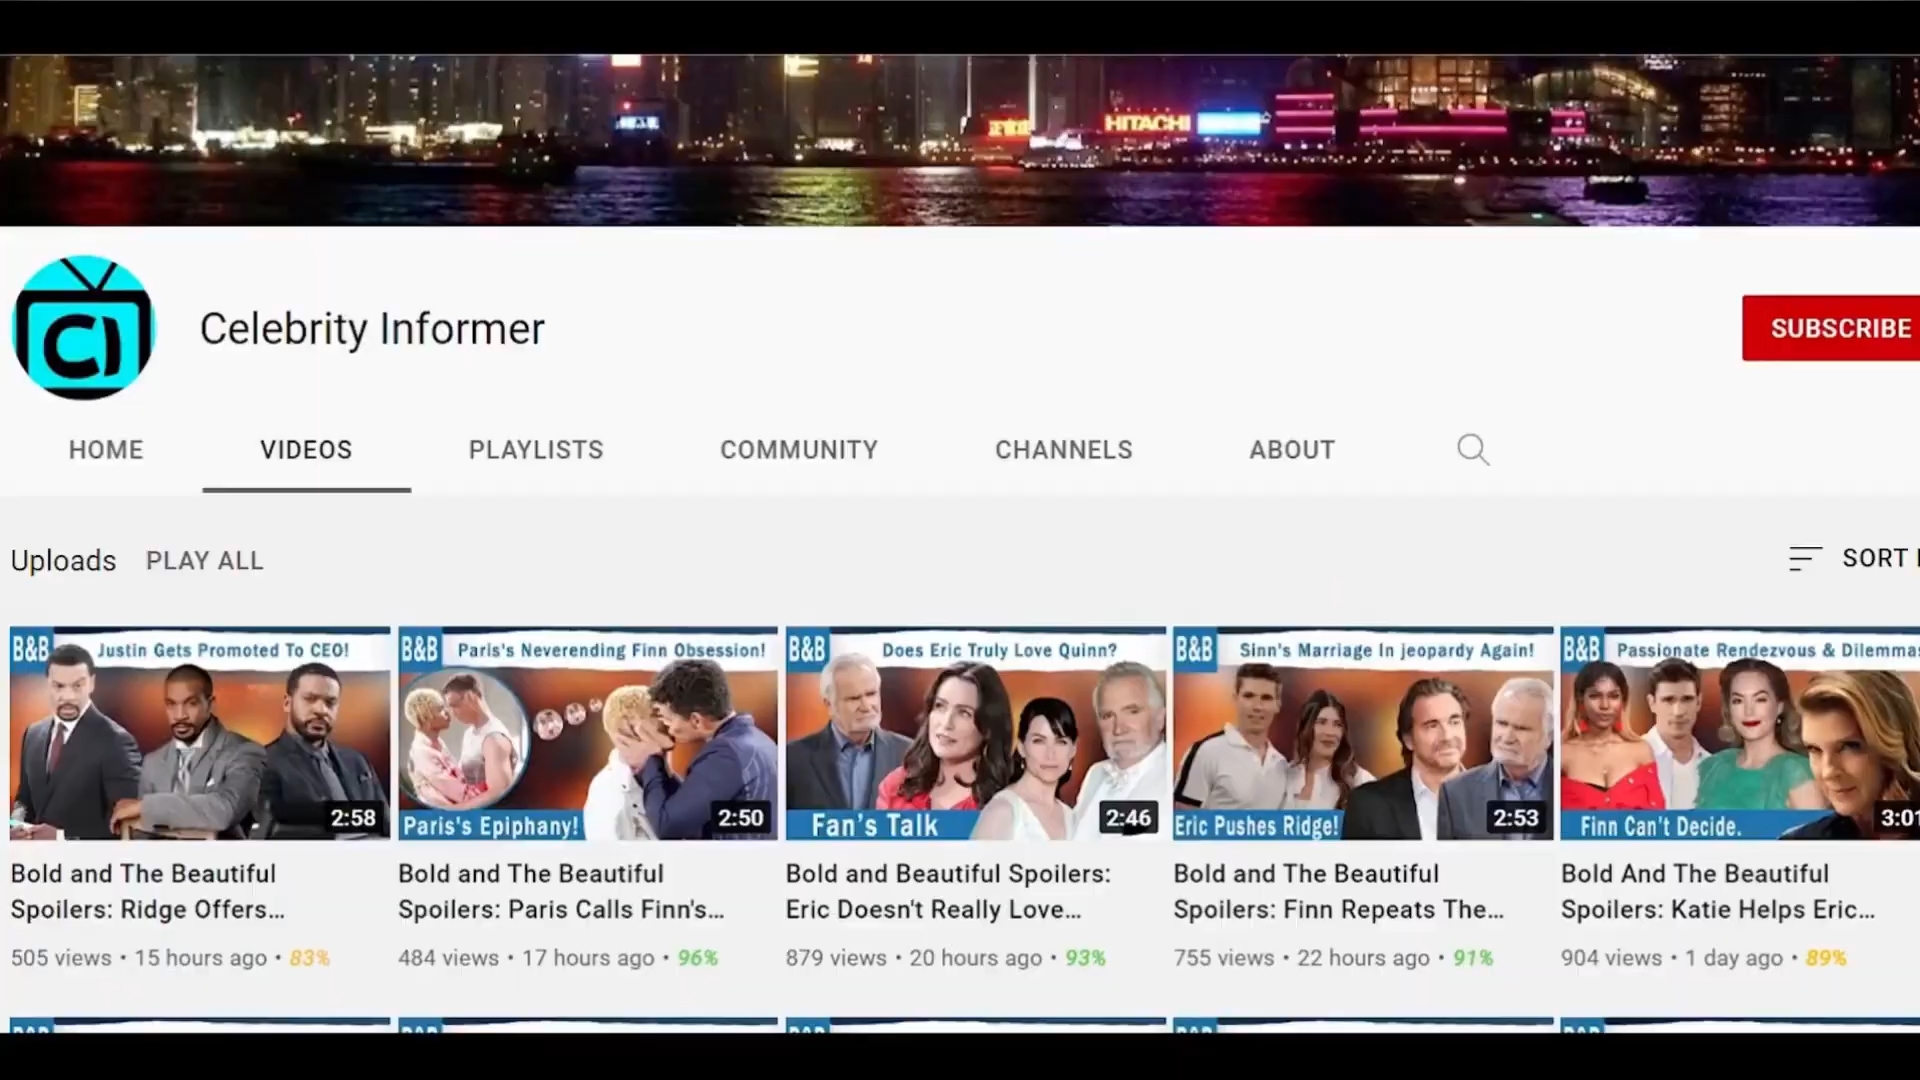 HITACHI
CI
Celebrity Informer
SUBSCRIBE
HOME
VIDEOS
PLAYLISTS
COMMUNITY
CHANNELS
ABOUT
Uploads
PLAY ALL
SORT
B&B
Justin Gets Promoted To CEO!
2:58
B&B
Paris's Neverending Finn Obsession!
Paris's Epiphany!
2:50
B&B
Does Eric Truly Love Quinn?
Fan's Talk
2:46
B&B
Sinn's Marriage In jeopardy Again!
Eric Pushes Ridge!
2:53
B&B
Passionate Rendezvous & Dilemmas
Finn Can't Decide.
3:01
Bold and The Beautiful
Spoilers: Ridge Offers...
505 views • 15 hours ago • 83%
Bold and The Beautiful
Spoilers: Paris Calls Finn's...
484 views • 17 hours ago • 96%
Bold and Beautiful Spoilers:
Eric Doesn't Really Love...
879 views • 20 hours ago • 93%
Bold and The Beautiful
Spoilers: Finn Repeats The...
755 views • 22 hours ago • 91%
Bold And The Beautiful
Spoilers: Katie Helps Eric...
904 views • 1 day ago • 89%
B&B
B&B
B&B
B&B
B&B